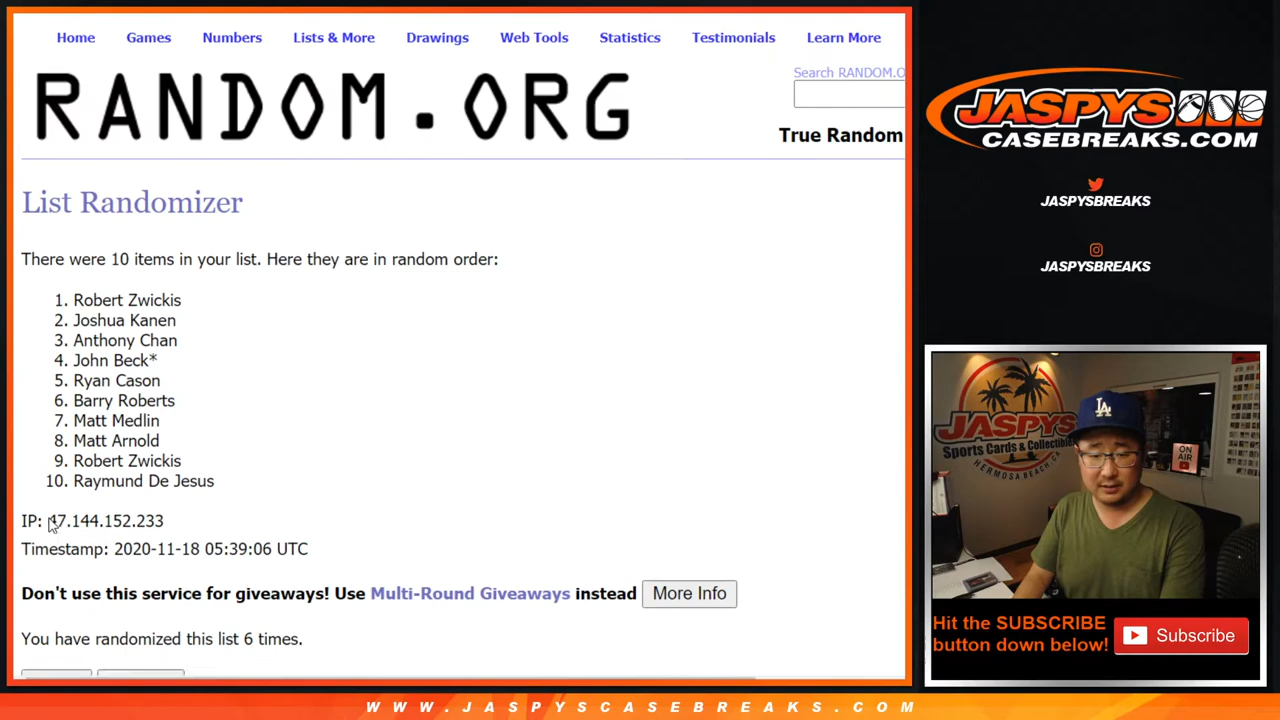 Home Games Numbers Lists & More Drawings Web Tools Statistics Testimonials Learn More
Search RANDOM.O
RANDOM.ORG
True Random
List Randomizer
There were 10 items in your list. Here they are in random order:
1. Robert Zwickis
2. Joshua Kanen
3. Anthony Chan
4. John Beck*
5. Ryan Cason
6. Barry Roberts
7. Matt Medlin
8. Matt Arnold
9. Robert Zwickis
10. Raymund De Jesus
IP: 47.144.152.233
Timestamp: 2020-11-18 05:39:06 UTC
Don't use this service for giveaways! Use Multi-Round Giveaways instead More Info
You have randomized this list 6 times.
JASPYS
CASEBREAKS.COM
JASPYSBREAKS
JASPYSBREAKS
JASPYS
Sports Cards & Collectibles
HERMOSA BEACH, CA
LA
ON AIR
Hit the SUBSCRIBE
button down below!
Subscribe
WWW.JASPYSCASEBREAKS.COM